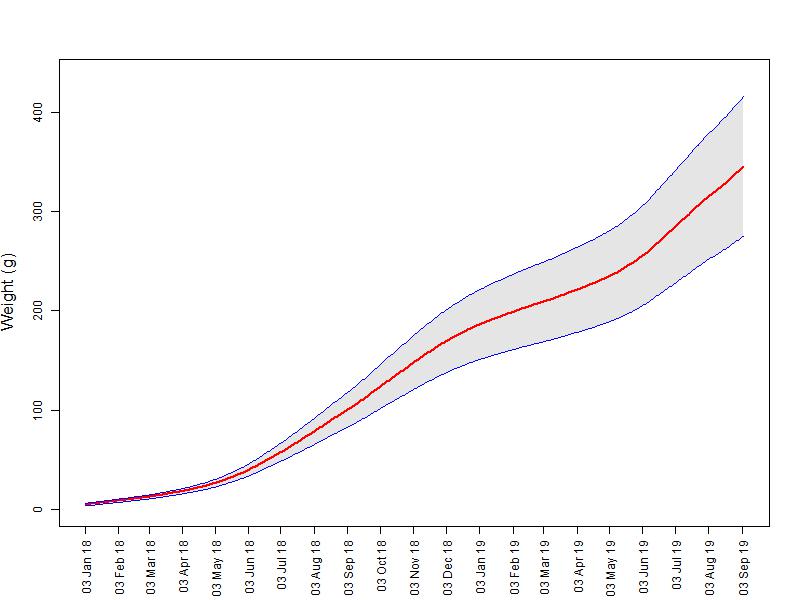 Weight (g)
400
300
200
100
0
03 Jan 18
03 Feb 18
03 Mar 18
03 Apr 18
03 May 18
03 Jun 18
03 Jul 18
03 Aug 18
03 Sep 18
03 Oct 18
03 Nov 18
03 Dec 18
03 Jan 19
03 Feb 19
03 Mar 19
03 Apr 19
03 May 19
03 Jun 19
03 Jul 19
03 Aug 19
03 Sep 19